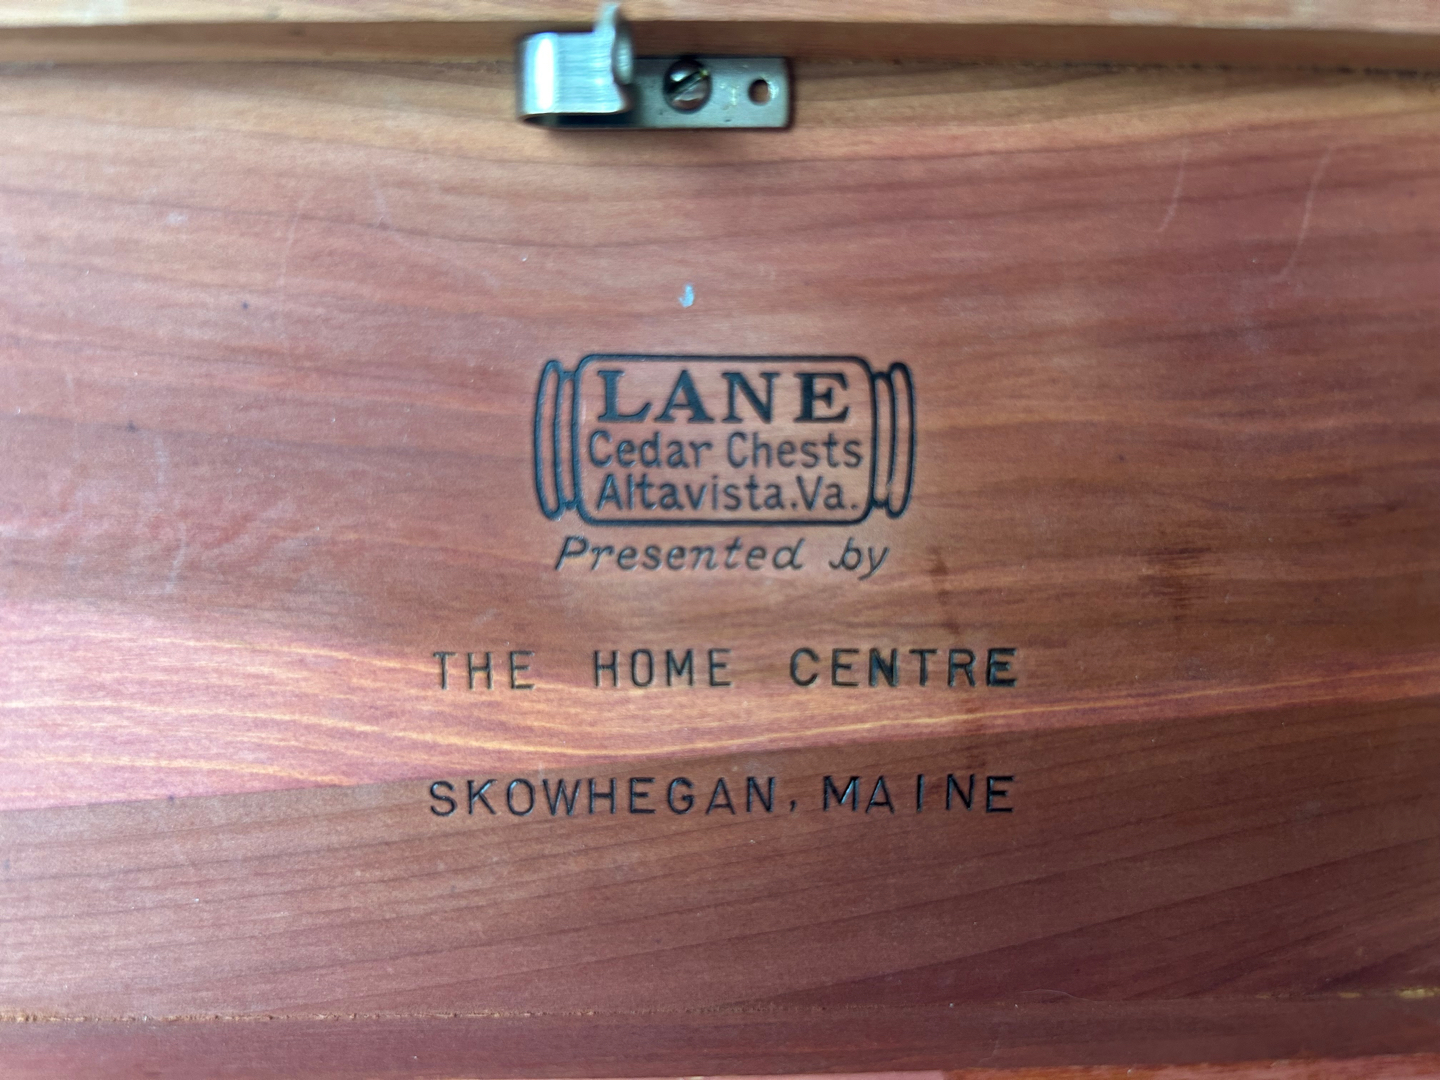 LANE
Cedar Chests
Altavista.Va.
Presented by
THE HOME CENTRE
SKOWHEGAN, MAINE